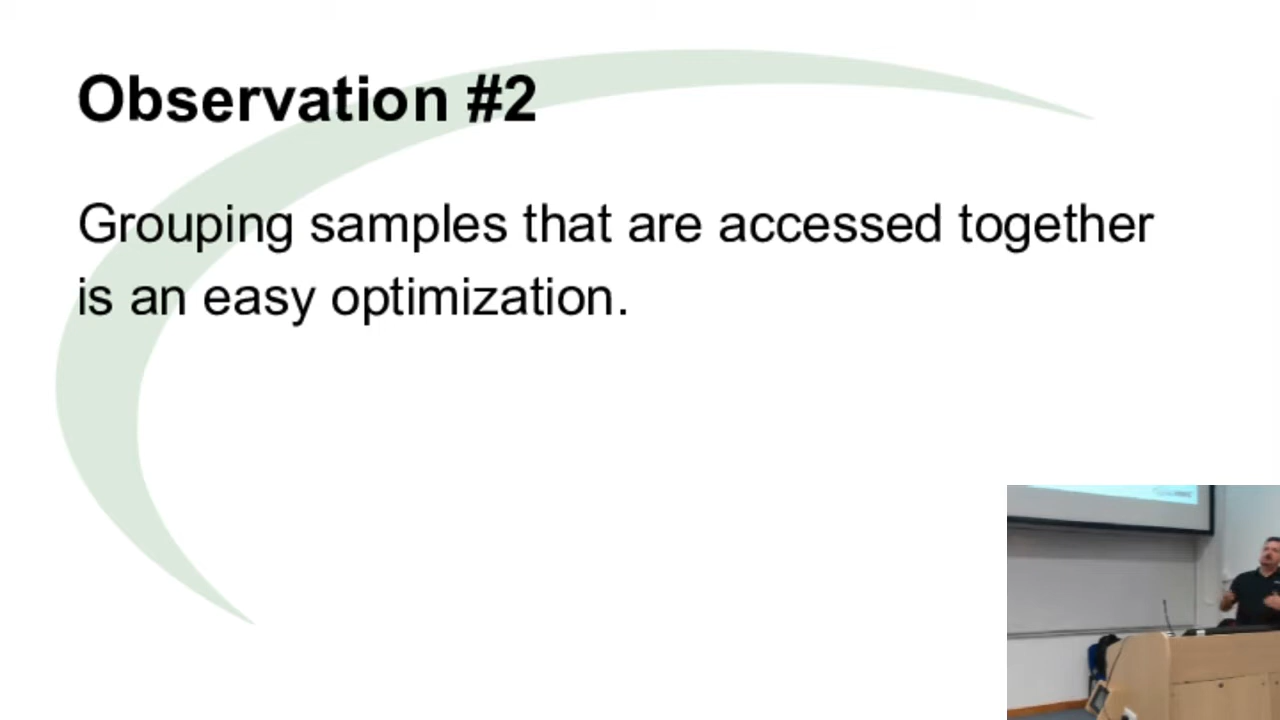 Observation #2
Grouping samples that are accessed together
is an easy optimization.